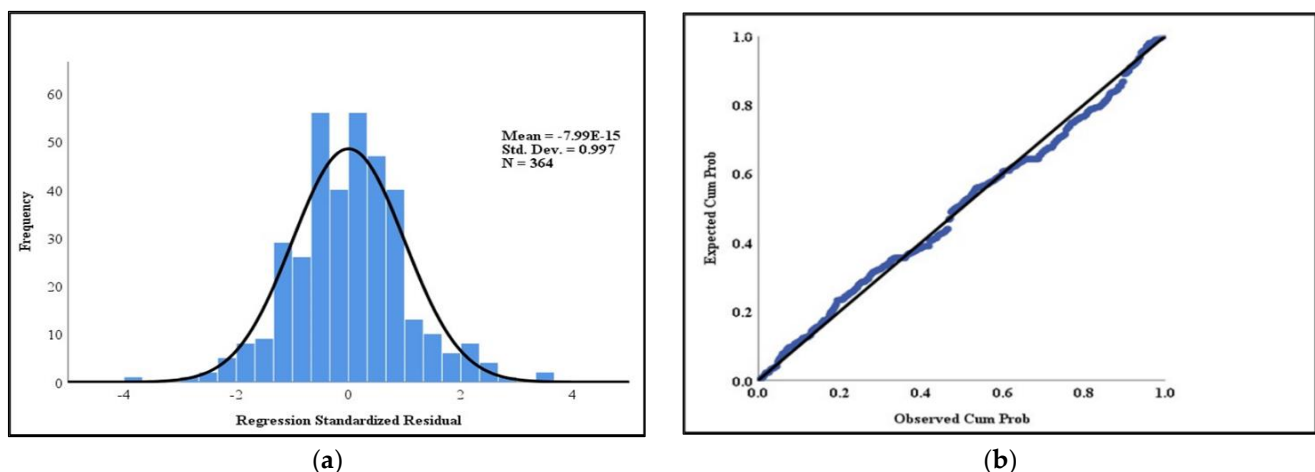 60
50
40
30
20
10
0
Frequency
-4
-2
0
2
4
Regression Standardized Residual
Mean = -7.99E-15
Std. Dev. = 0.997
N = 364
(a)
1.0
0.8
0.6
0.4
0.2
0.0
Expected Cum Prob
0.0
0.2
0.4
0.6
0.8
1.0
Observed Cum Prob
(b)